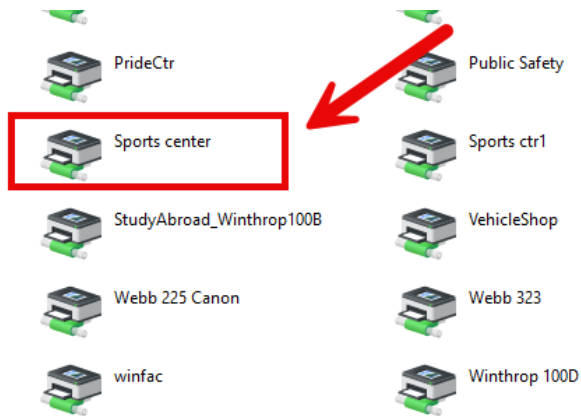 PrideCtr
Public Safety
Sports center
Sports ctr1
StudyAbroad_Winthrop100B
VehicleShop
Webb 225 Canon
Webb 323
winfac
Winthrop 100D